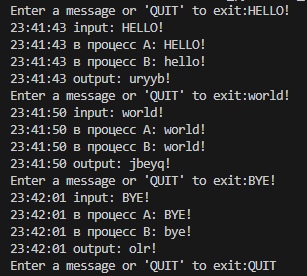 Enter a message or 'QUIT' to exit:HELLO!
23:41:43 input: HELLO!
23:41:43 в процесс A: HELLO!
23:41:43 в процесс B: hello!
23:41:43 output: uryyb!
Enter a message or 'QUIT' to exit:world!
23:41:50 input: world!
23:41:50 в процесс A: world!
23:41:50 в процесс B: world!
23:41:50 output: jbeyq!
Enter a message or 'QUIT' to exit:BYE!
23:42:01 input: BYE!
23:42:01 в процесс A: BYE!
23:42:01 в процесс B: bye!
23:42:01 output: olr!
Enter a message or 'QUIT' to exit:QUIT